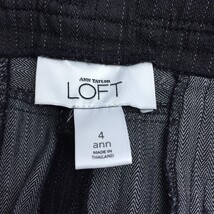 ANN TAYLOR
LOFT
4
ann
MADE IN
THAILAND